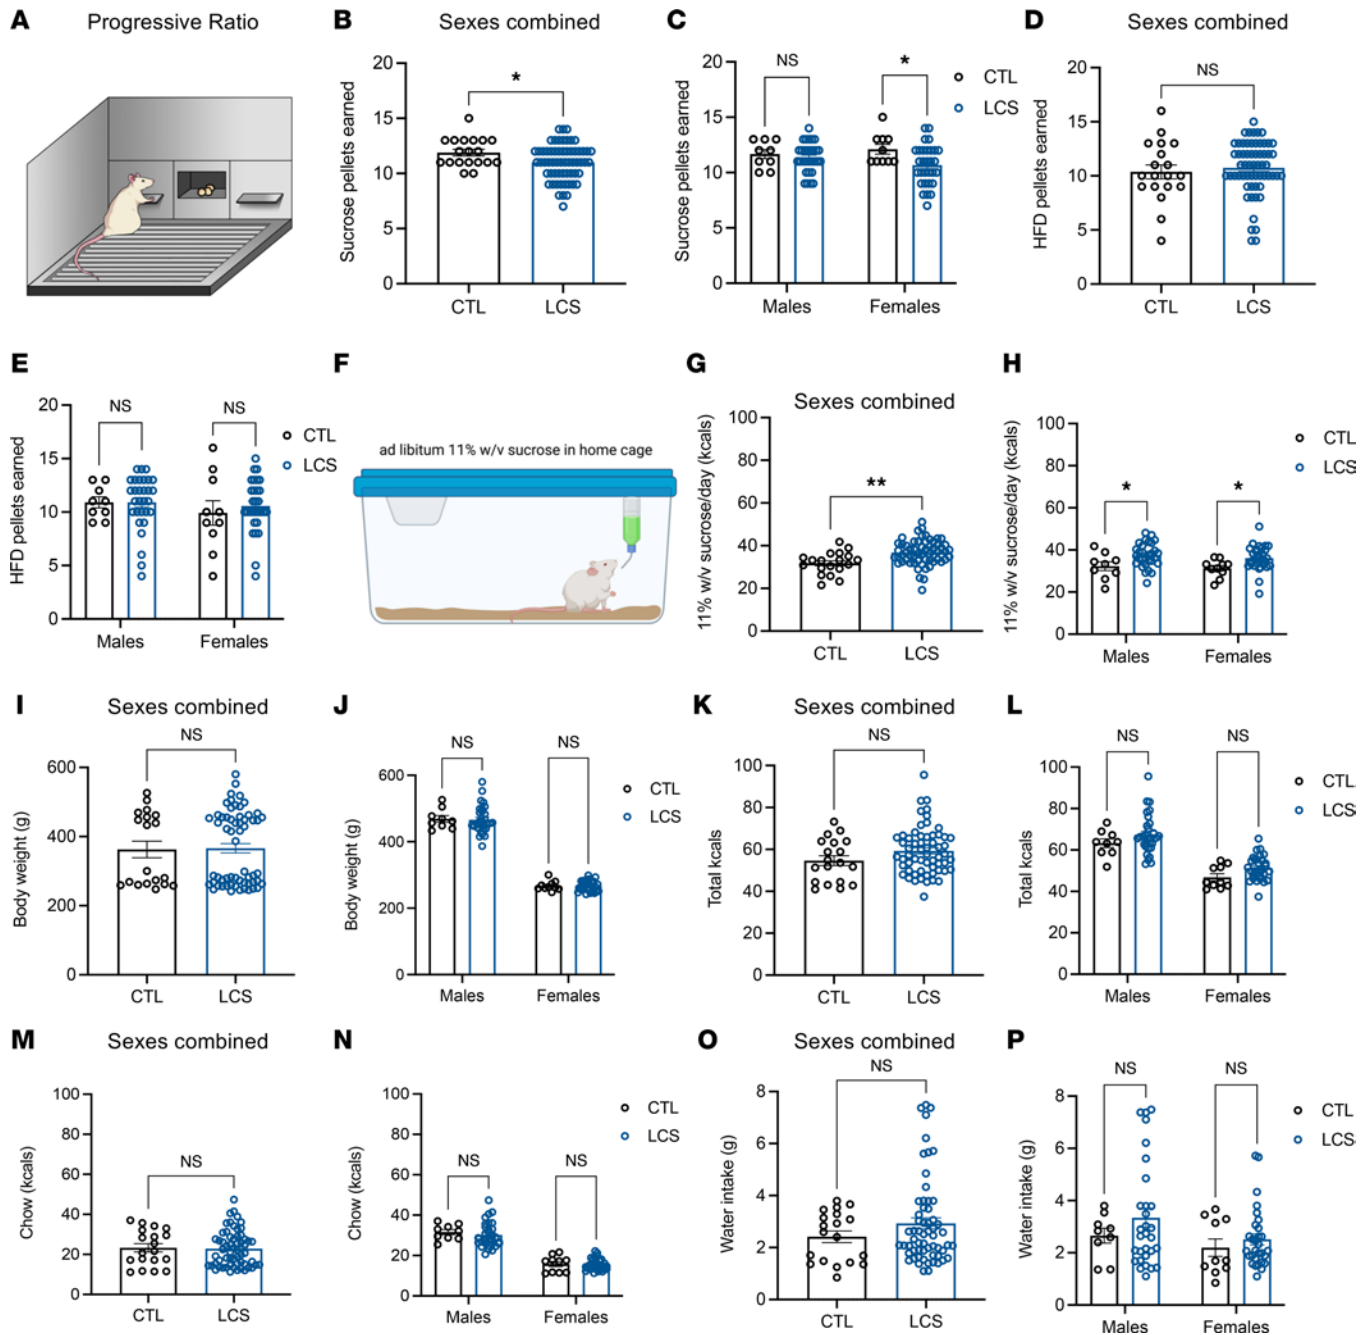 A Progressive Ratio
B Sexes combined
Sucrose pellets earned
20
15
10
5
0
*
CTL LCS
C
Sucrose pellets earned
20
15
10
5
0
NS *
CTL
LCS
Males Females
D Sexes combined
HFD pellets earned
20
15
10
5
0
NS
CTL LCS
E
HFD pellets earned
20
15
10
5
0
NS NS
CTL
LCS
Males Females
F
ad libitum 11% w/v sucrose in home cage
G
Sexes combined
11% w/v sucrose/day (kcals)
100
80
60
40
20
0
**
CTL LCS
H
11% w/v sucrose/day (kcals)
100
80
60
40
20
0
* *
CTL
LCS
Males Females
I Sexes combined
Body weight (g)
600
400
200
0
NS
CTL LCS
J
Body weight (g)
600
400
200
0
NS NS
CTL
LCS
Males Females
K Sexes combined
Total kcals
100
80
60
40
20
0
NS
CTL LCS
L
Total kcals
100
80
60
40
20
0
NS NS
CTL
LCS
Males Females
M Sexes combined
Chow (kcals)
100
80
60
40
20
0
NS
CTL LCS
N
Chow (kcals)
100
80
60
40
20
0
NS NS
CTL
LCS
Males Females
O Sexes combined
Water intake (g)
8
6
4
2
0
NS
CTL LCS
P
Water intake (g)
8
6
4
2
0
NS NS
CTL
LCS
Males Females